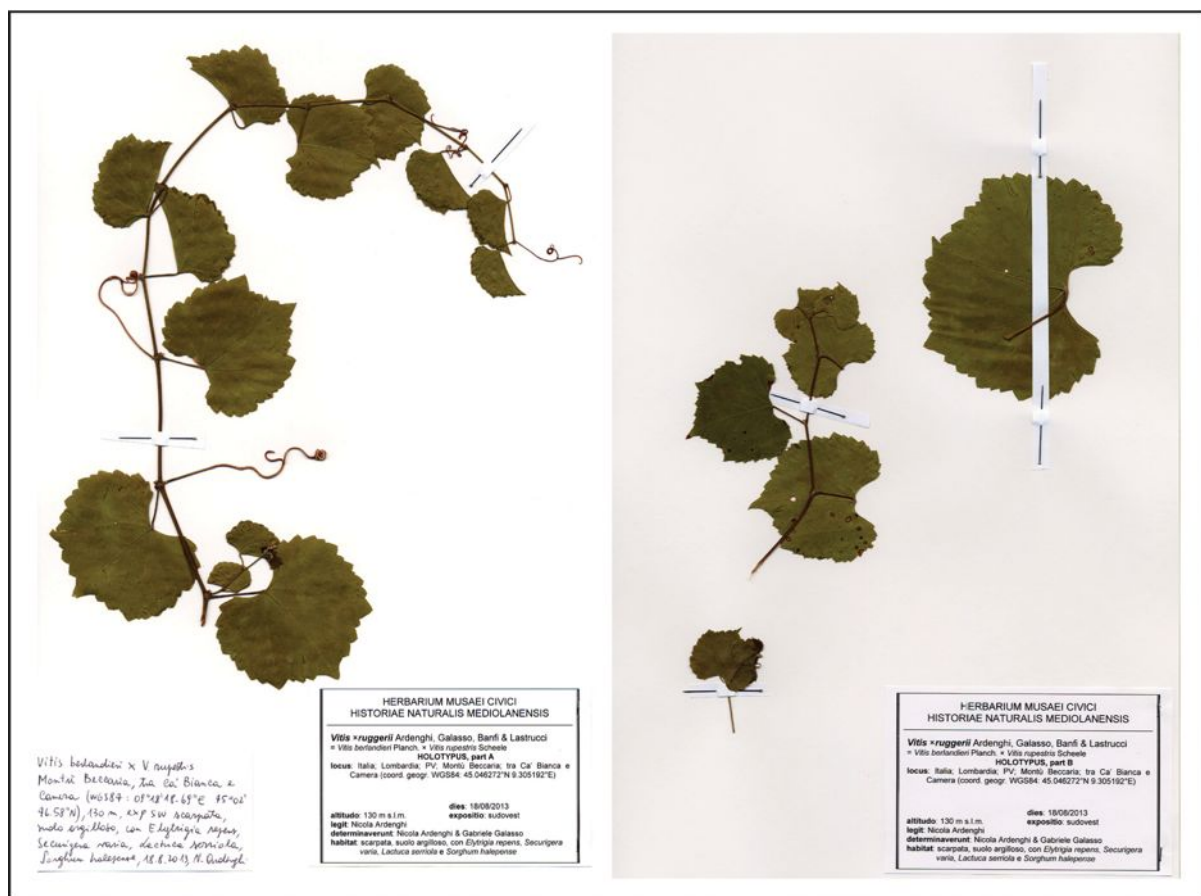 Vitis berlandieri × V. rupestris
Montù Beccaria, tra Ca' Bianca e
Camera (WGS84: 09°18'18.69"E 45°02'
46.58"N), 130 m, exp SW scarpata,
suolo argilloso, con Elytrigia repens,
Securigera varia, Lactuca serriola,
Sorghum halepense, 18.8.2013, N. Ardenghi
HERBARIUM MUSAEI CIVICI
HISTORIAE NATURALIS MEDIOLANENSIS
Vitis ×ruggerii Ardenghi, Galasso, Banfi & Lastrucci
= Vitis berlandieri Planch. × Vitis rupestris Scheele
HOLOTYPUS, part A
locus: Italia; Lombardia; PV; Montù Beccaria; tra Ca' Bianca e
Camera (coord. geogr. WGS84: 45.046272°N 9.305192°E)
dies: 18/08/2013
altitudo: 130 m s.l.m. expositio: sudovest
legit: Nicola Ardenghi
determinaverunt: Nicola Ardenghi & Gabriele Galasso
habitat: scarpata, suolo argilloso, con Elytrigia repens, Securigera
varia, Lactuca serriola e Sorghum halepense
HERBARIUM MUSAEI CIVICI
HISTORIAE NATURALIS MEDIOLANENSIS
Vitis ×ruggerii Ardenghi, Galasso, Banfi & Lastrucci
= Vitis berlandieri Planch. × Vitis rupestris Scheele
HOLOTYPUS, part B
locus: Italia; Lombardia; PV; Montù Beccaria; tra Ca' Bianca e
Camera (coord. geogr. WGS84: 45.046272°N 9.305192°E)
dies: 18/08/2013
altitudo: 130 m s.l.m. expositio: sudovest
legit: Nicola Ardenghi
determinaverunt: Nicola Ardenghi & Gabriele Galasso
habitat: scarpata, suolo argilloso, con Elytrigia repens, Securigera
varia, Lactuca serriola e Sorghum halepense